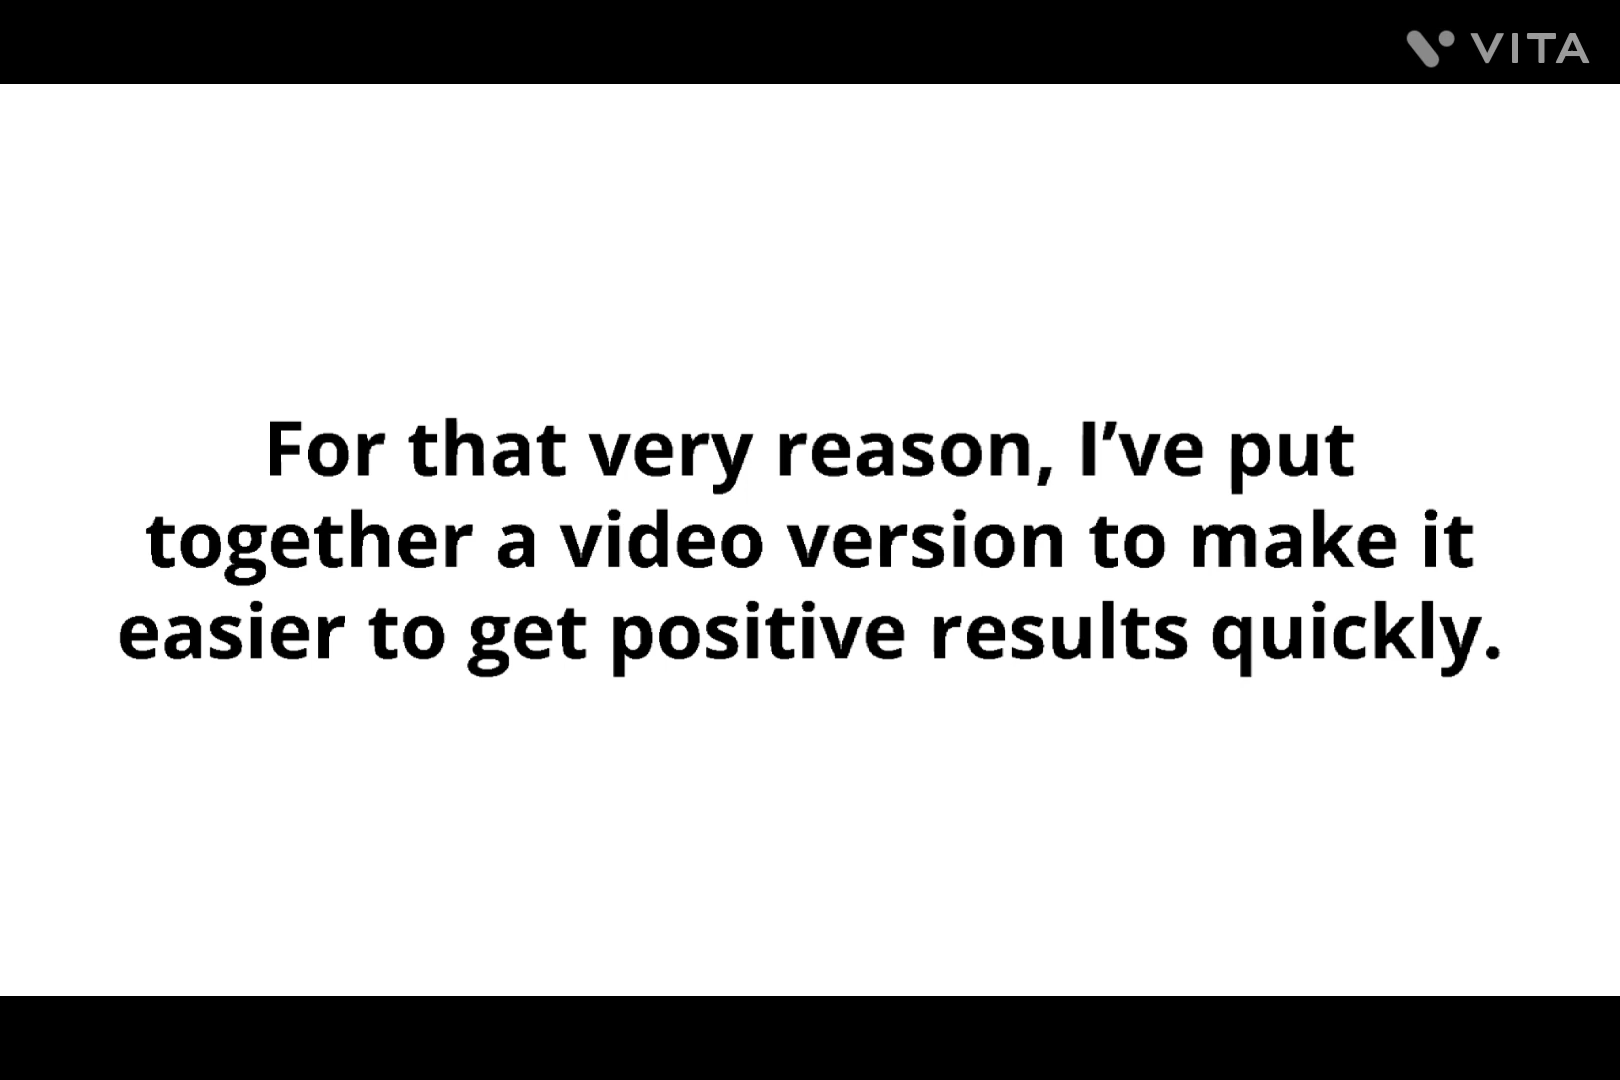 VITA
For that very reason, I’ve put
together a video version to make it
easier to get positive results quickly.